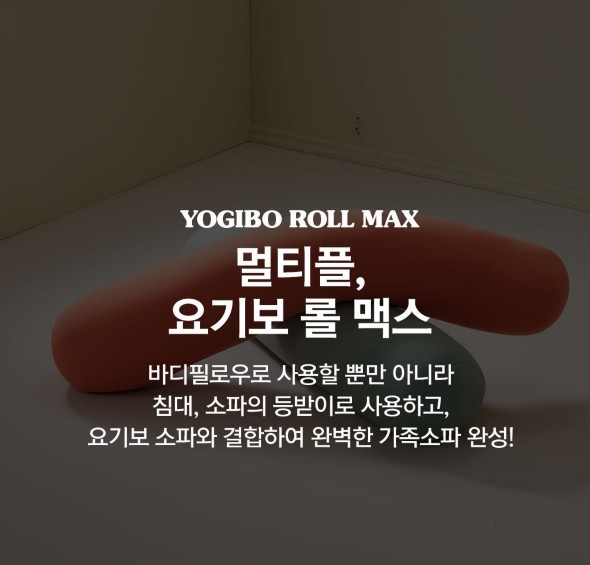 YOGIBO ROLL MAX
멀티플,
요기보 롤 맥스
바디필로우로 사용할 뿐만 아니라
침대, 소파의 등받이로 사용하고,
요기보 소파와 결합하여 완벽한 가족소파 완성!